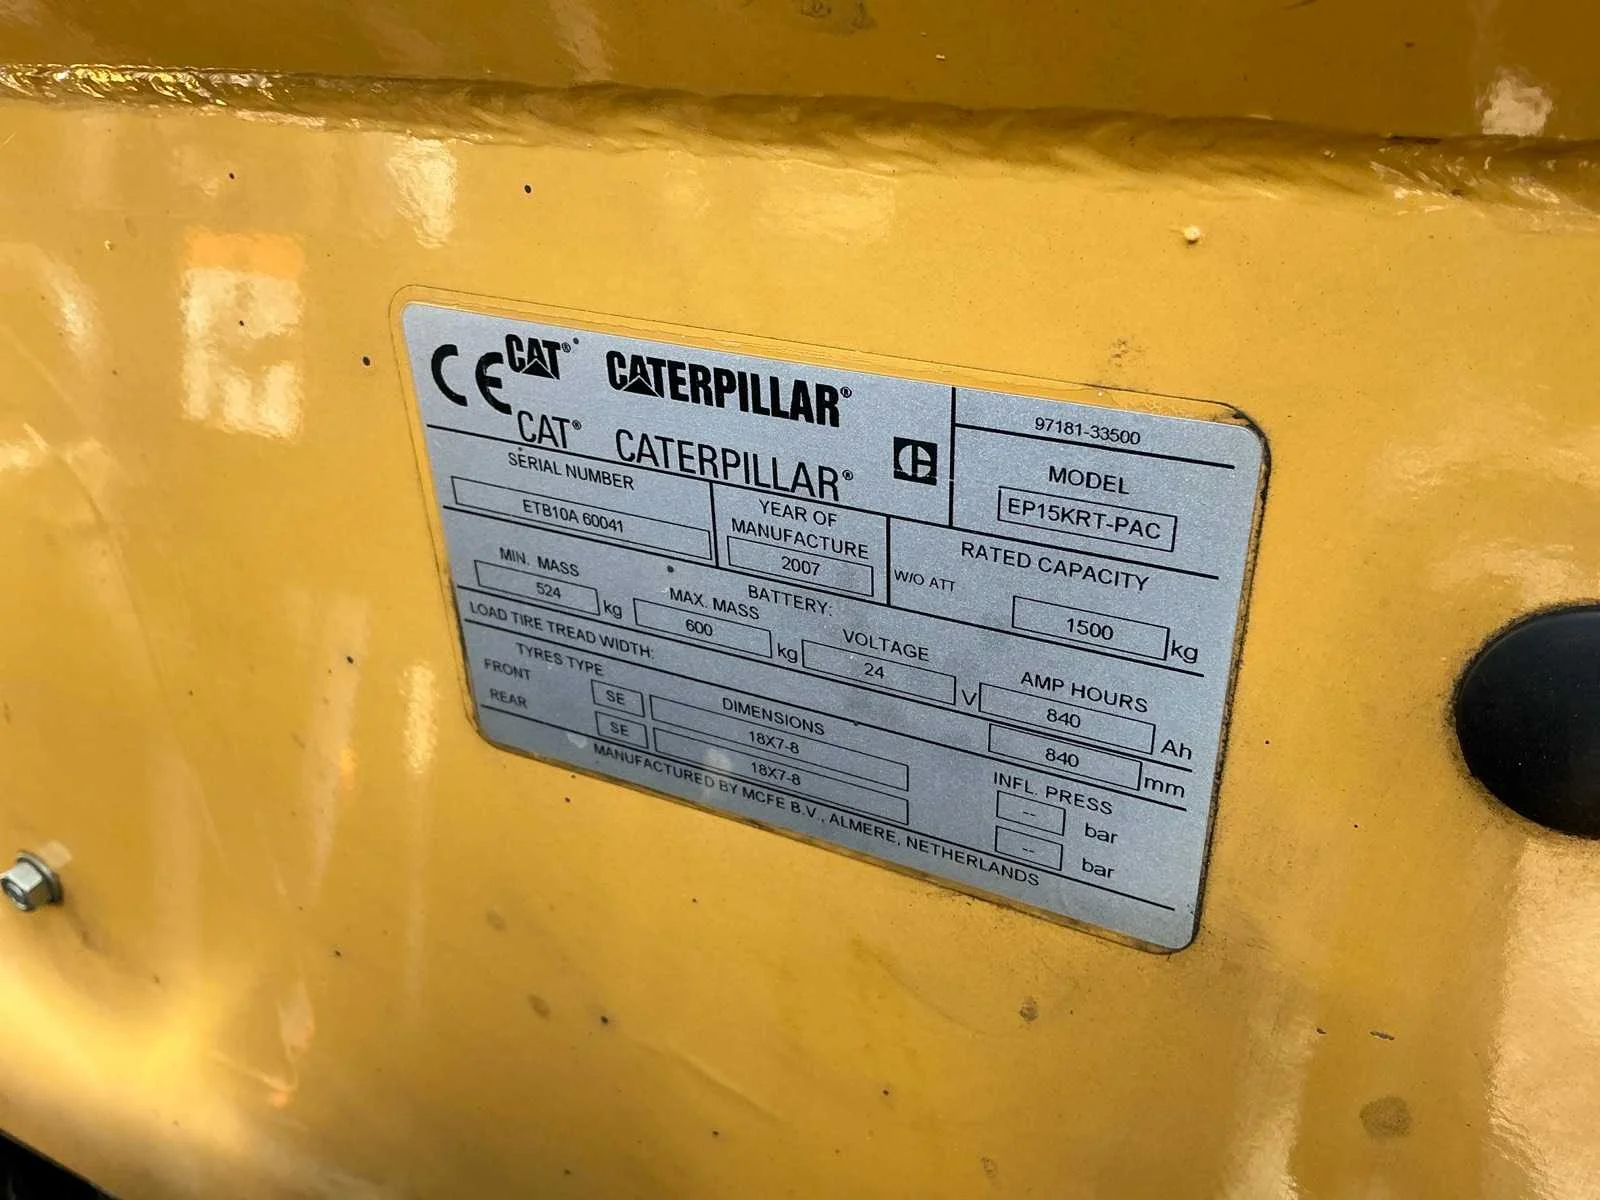 CE CAT® CATERPILLAR®
CAT® CATERPILLAR®
97181-33500
MODEL
EP15KRT-PAC
SERIAL NUMBER
ETB10A 60041
YEAR OF
MANUFACTURE
2007
RATED CAPACITY
W/O ATT
1500 kg
BATTERY:
MIN. MASS
524 kg
MAX. MASS
600 kg
VOLTAGE
24 V
AMP HOURS
840 Ah
LOAD TIRE TREAD WIDTH:
840 mm
TYRES TYPE
DIMENSIONS
INFL. PRESS
FRONT SE 18X7-8 -- bar
REAR SE 18X7-8 -- bar
MANUFACTURED BY MCFE B.V., ALMERE, NETHERLANDS